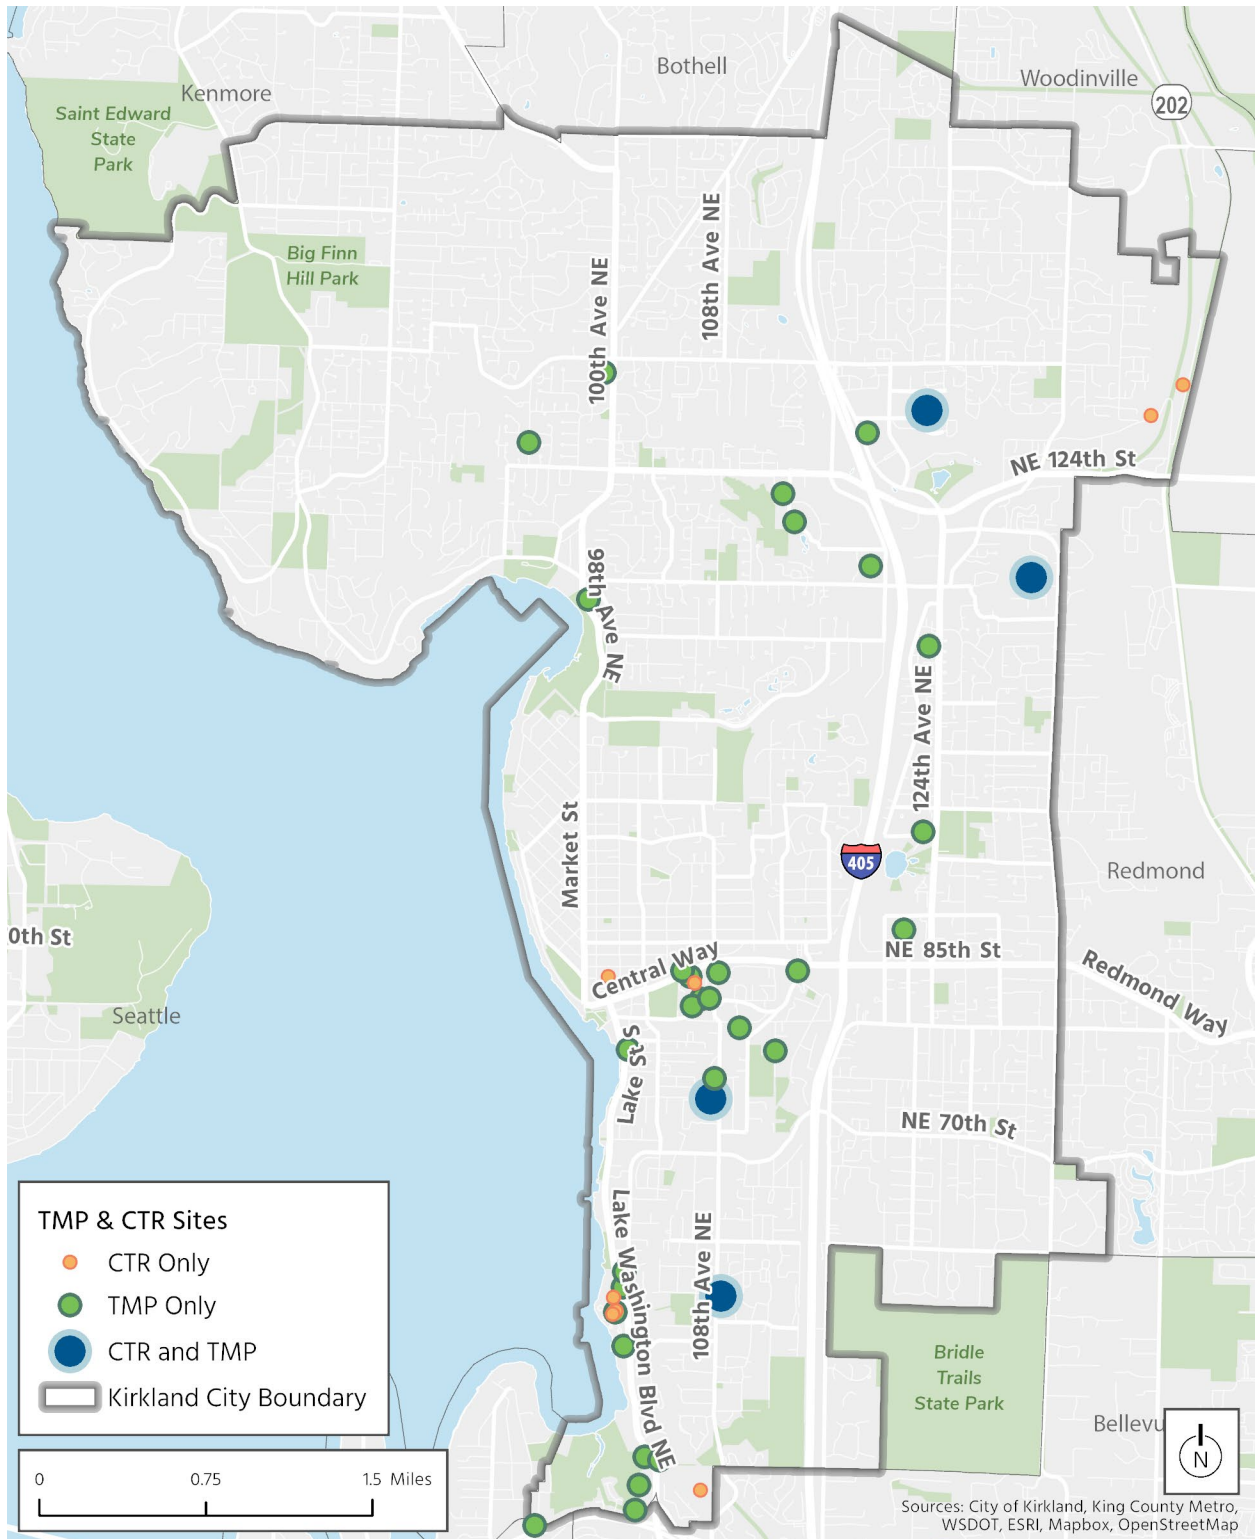 Bothell
Kenmore
Woodinville
202
Saint Edward
State
Park
Big Finn
Hill Park
108th Ave NE
100th Ave NE
NE 124th St
98th Ave NE
124th Ave NE
Market St
405
Redmond
0th St
NE 85th St
Central Way
Redmond Way
Seattle
Lake St S
NE 70th St
Lake Washington Blvd NE
108th Ave NE
Bridle
Trails
State Park
Bellevu
TMP & CTR Sites
CTR Only
TMP Only
CTR and TMP
Kirkland City Boundary
0 0.75 1.5 Miles
N
Sources: City of Kirkland, King County Metro,
WSDOT, ESRI, Mapbox, OpenStreetMap